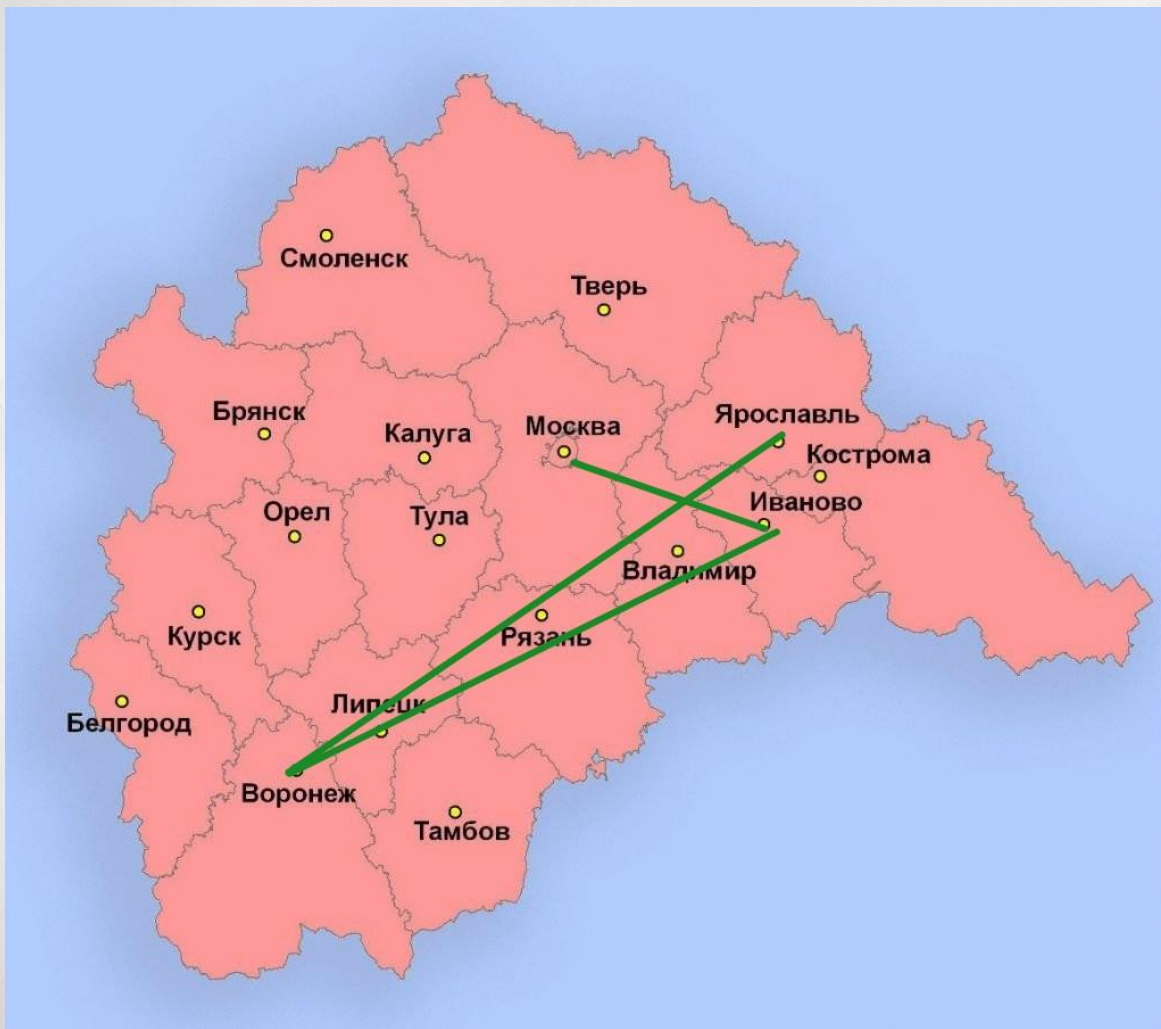 Смоленск
Тверь
Брянск
Калуга
Москва
Ярославль
Кострома
Иваново
Орел
Тула
Владимир
Курск
Рязань
Белгород
Липецк
Воронеж
Тамбов